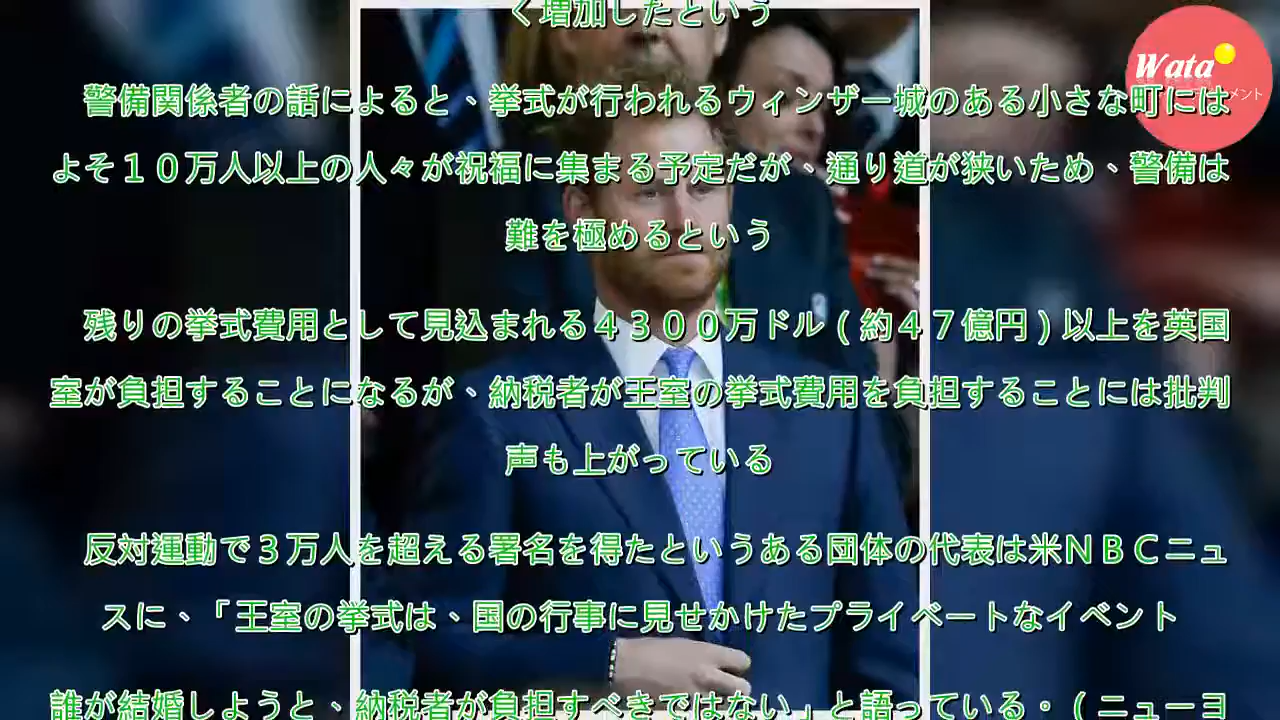 く増加したという
Wata
メント
警備関係者の話によると、挙式が行われるウィンザー城のある小さな町には
よそ１０万人以上の人々が祝福に集まる予定だが、通り道が狭いため、警備は
難を極めるという
残りの挙式費用として見込まれる４３００万ドル(約４７億円)以上を英国
室が負担することになるが、納税者が王室の挙式費用を負担することには批判
声も上がっている
反対運動で３万人を超える署名を得たというある団体の代表は米ＮＢＣニュ
スに、「王室の挙式は、国の行事に見せかけたプライベートなイベント
誰が結婚しようと、納税者が負担すべきではない」と語っている・(ニューヨ